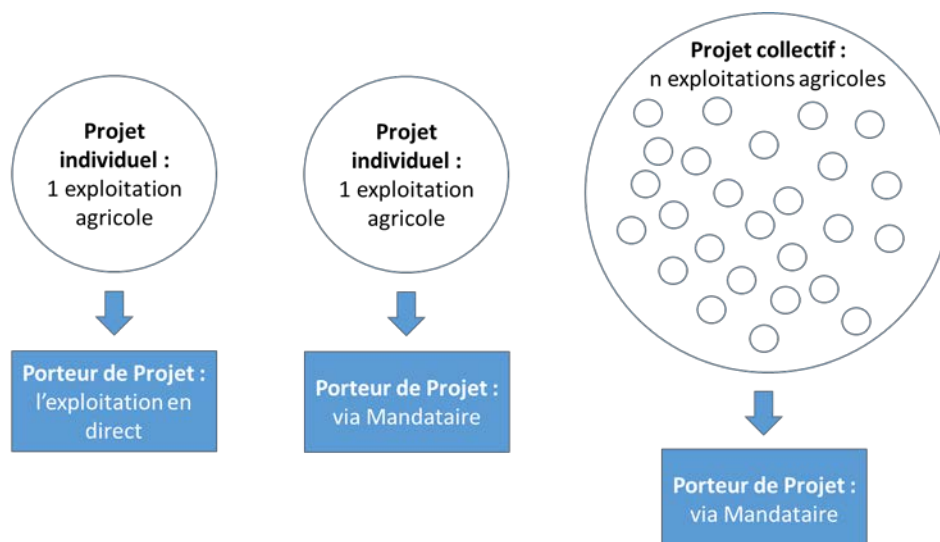 Projet
individuel :
1 exploitation
agricole
Porteur de Projet :
l'exploitation en
direct
Projet
individuel :
1 exploitation
agricole
Porteur de Projet :
via Mandataire
Projet collectif :
n exploitations agricoles
Porteur de Projet :
via Mandataire